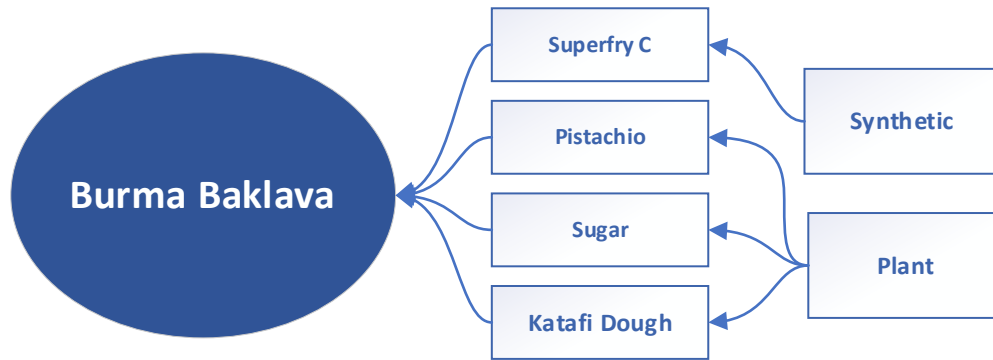 Burma Baklava
Superfry C
Pistachio
Sugar
Katafi Dough
Synthetic
Plant